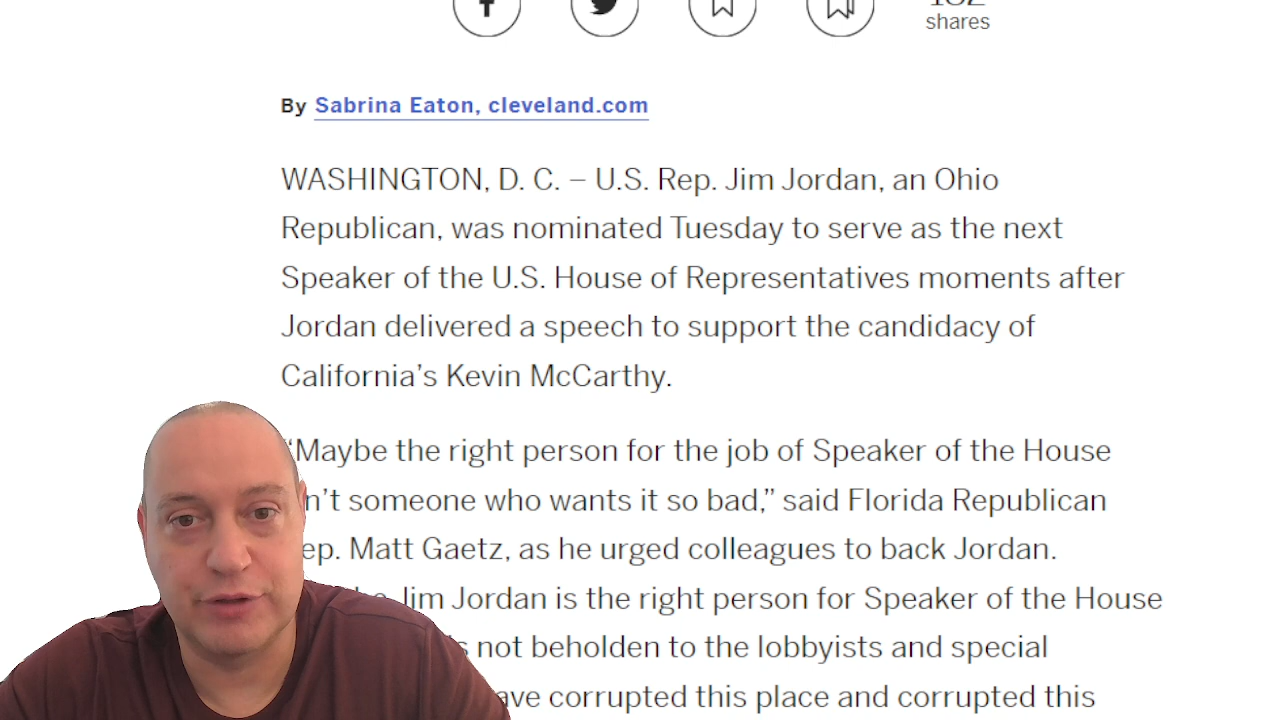 shares
By Sabrina Eaton, cleveland.com
WASHINGTON, D. C. – U.S. Rep. Jim Jordan, an Ohio
Republican, was nominated Tuesday to serve as the next
Speaker of the U.S. House of Representatives moments after
Jordan delivered a speech to support the candidacy of
California’s Kevin McCarthy.
“Maybe the right person for the job of Speaker of the House
someone who wants it so bad,” said Florida Republican
Matt Gaetz, as he urged colleagues to back Jordan.
Jim Jordan is the right person for Speaker of the House
not beholden to the lobbyists and special
corrupted this place and corrupted this